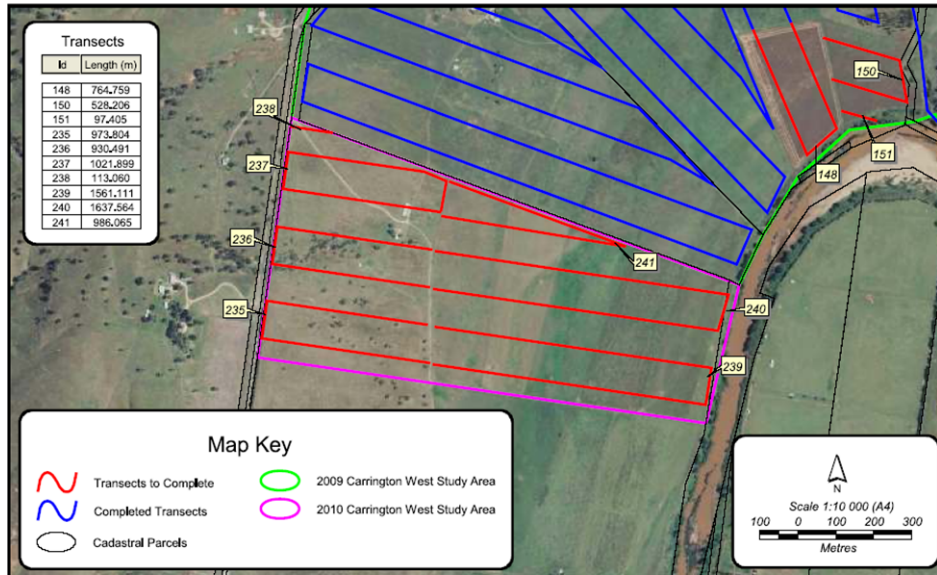 Transects
Id Length (m)
148 764.759
150 528.206
151 97.405
235 973.804
236 930.491
237 1021.899
238 113.060
239 1561.111
240 1637.564
241 986.065
150
238
151
148
237
236
241
235
240
239
Map Key
Transects to Complete
Completed Transects
Cadastral Parcels
2009 Carrington West Study Area
2010 Carrington West Study Area
N
Scale 1:10 000 (A4)
100 0 100 200 300
Metres